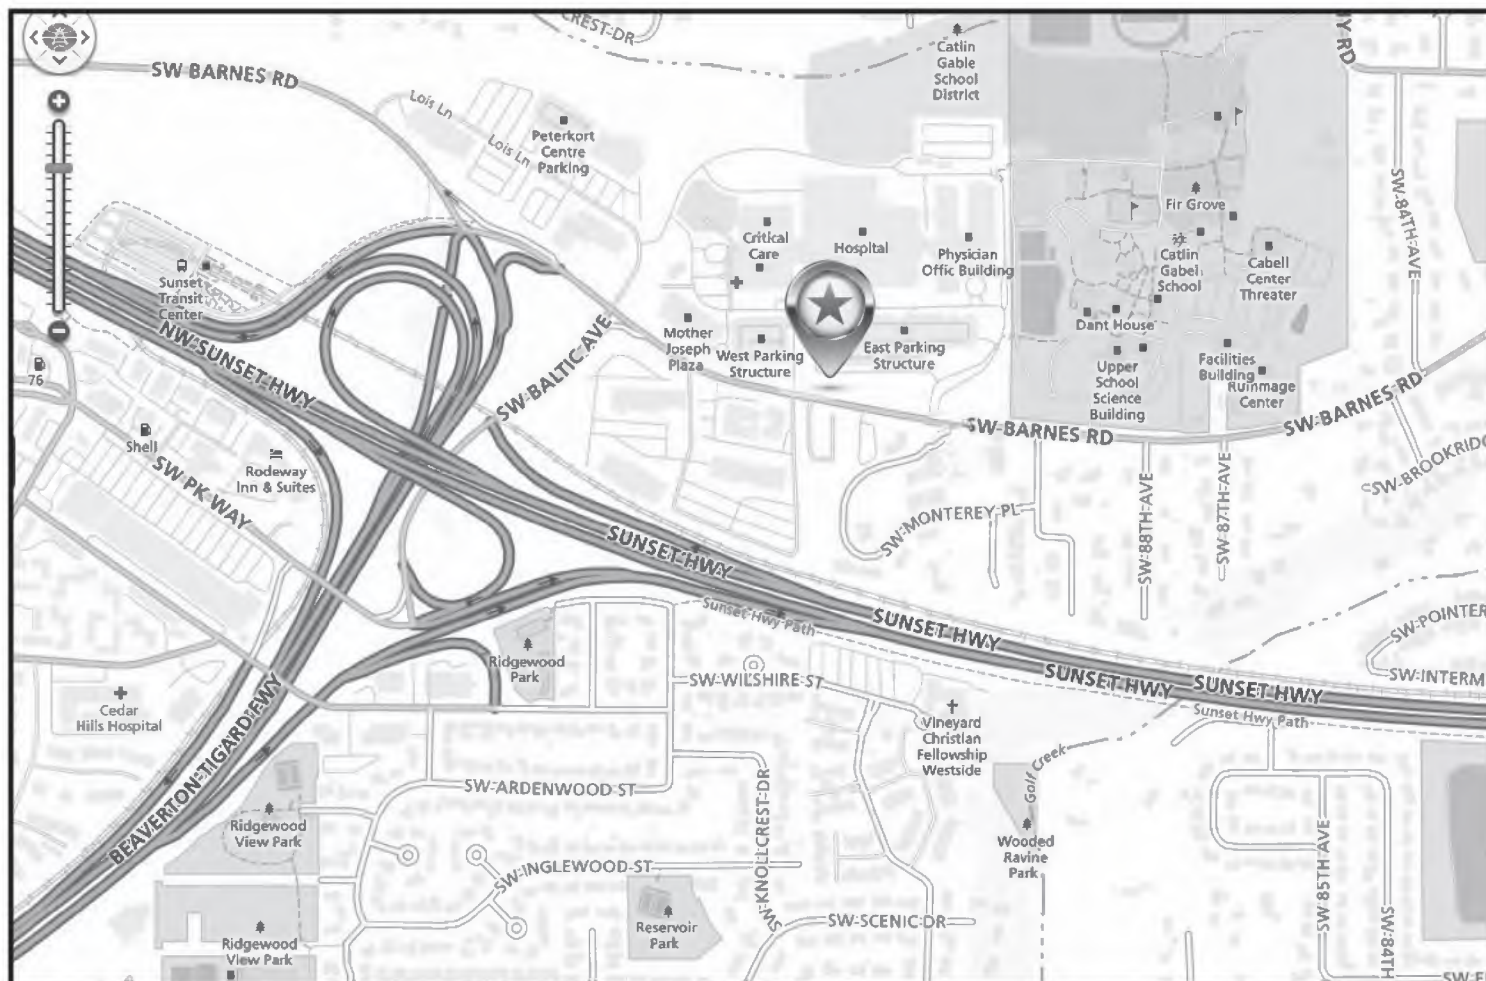 CREST DR
SW BARNES RD
Lois Ln
Lois Ln
Peterkort
Centre
Parking
Catlin
Gable
School
District
WY RD
SW 84TH AVE
Fir Grove
Critical
Care
Hospital
Physician
Offic Building
Catlin
Gabel
School
Cabell
Center
Threater
Sunset
Transit
Center
76
NW SUNSET HWY
SW BALTIC AVE
Mother
Joseph
Plaza
West Parking
Structure
East Parking
Structure
Dant House
Upper
School
Science
Building
Facilities
Building
Ruinmage
Center
SW BARNES RD
SW BARNES RD
SW BROOKRIDG
Shell
Rodeway
Inn & Suites
SW PK WAY
SW MONTEREY PL
SW 88TH AVE
SW 87TH AVE
SUNSET HWY
Sunset Hwy Path
SUNSET HWY
SW POINTER
SW INTERM
Ridgewood
Park
SW WILSHIRE ST
SUNSET HWY
SUNSET HWY
Sunset Hwy Path
Cedar
Hills Hospital
BEAVERTON-TIGARD FWY
Vineyard
Christian
Fellowship
Westside
Golf Creek
SW ARDENWOOD ST
SW KNOLLCREST DR
Ridgewood
View Park
Wooded
Ravine
Park
SW 85TH AVE
SW INGLEWOOD ST
Reservoir
Park
SW SCENIC DR
SW 84TH
Ridgewood
View Park